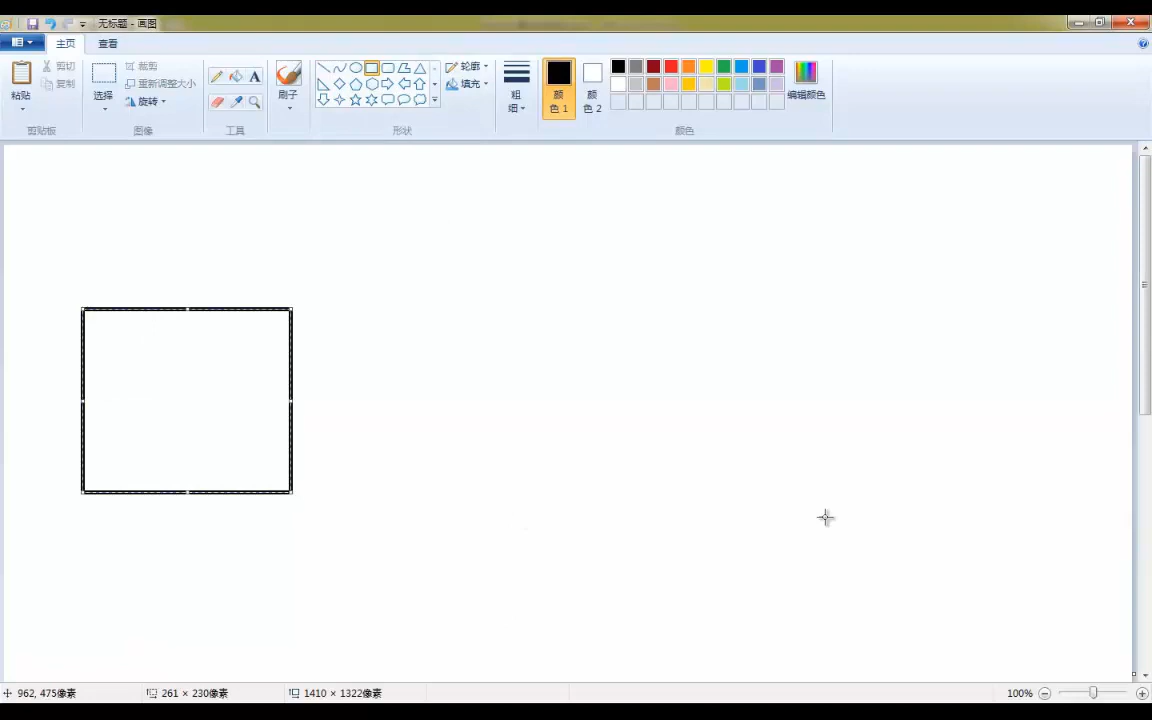 无标题 - 画图
主页 查看
粘贴
剪切
复制
剪贴板
选择
裁剪
重新调整大小
旋转
图像
A
工具
刷子
轮廓
填充
形状
粗
细
颜
色 1
颜
色 2
编辑颜色
颜色
962, 475像素 261 × 230像素 1410 × 1322像素 100%